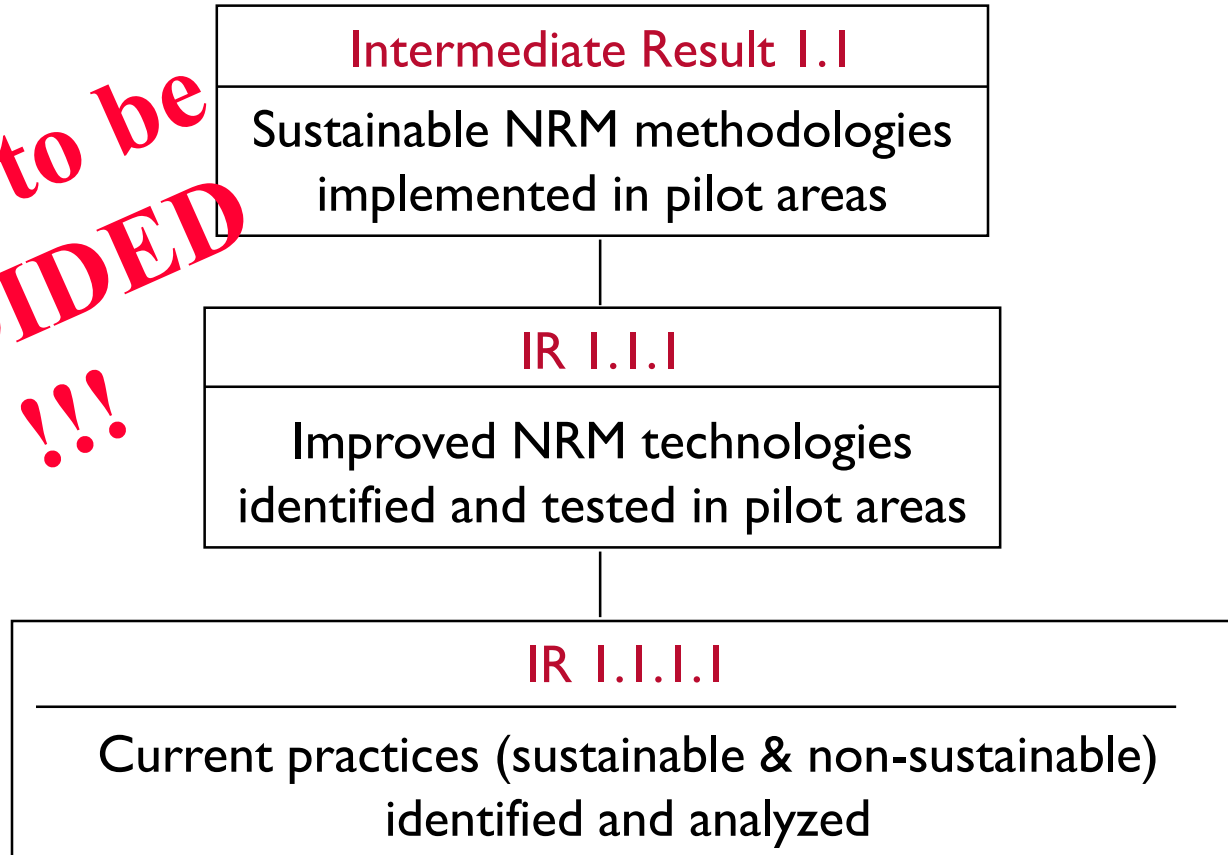 Intermediate Result 1.1
Sustainable NRM methodologies
implemented in pilot areas
to be
!!!
IR 1.1.1
Improved NRM technologies
identified and tested in pilot areas
IR 1.1.1.1
Current practices (sustainable & non-sustainable)
identified and analyzed